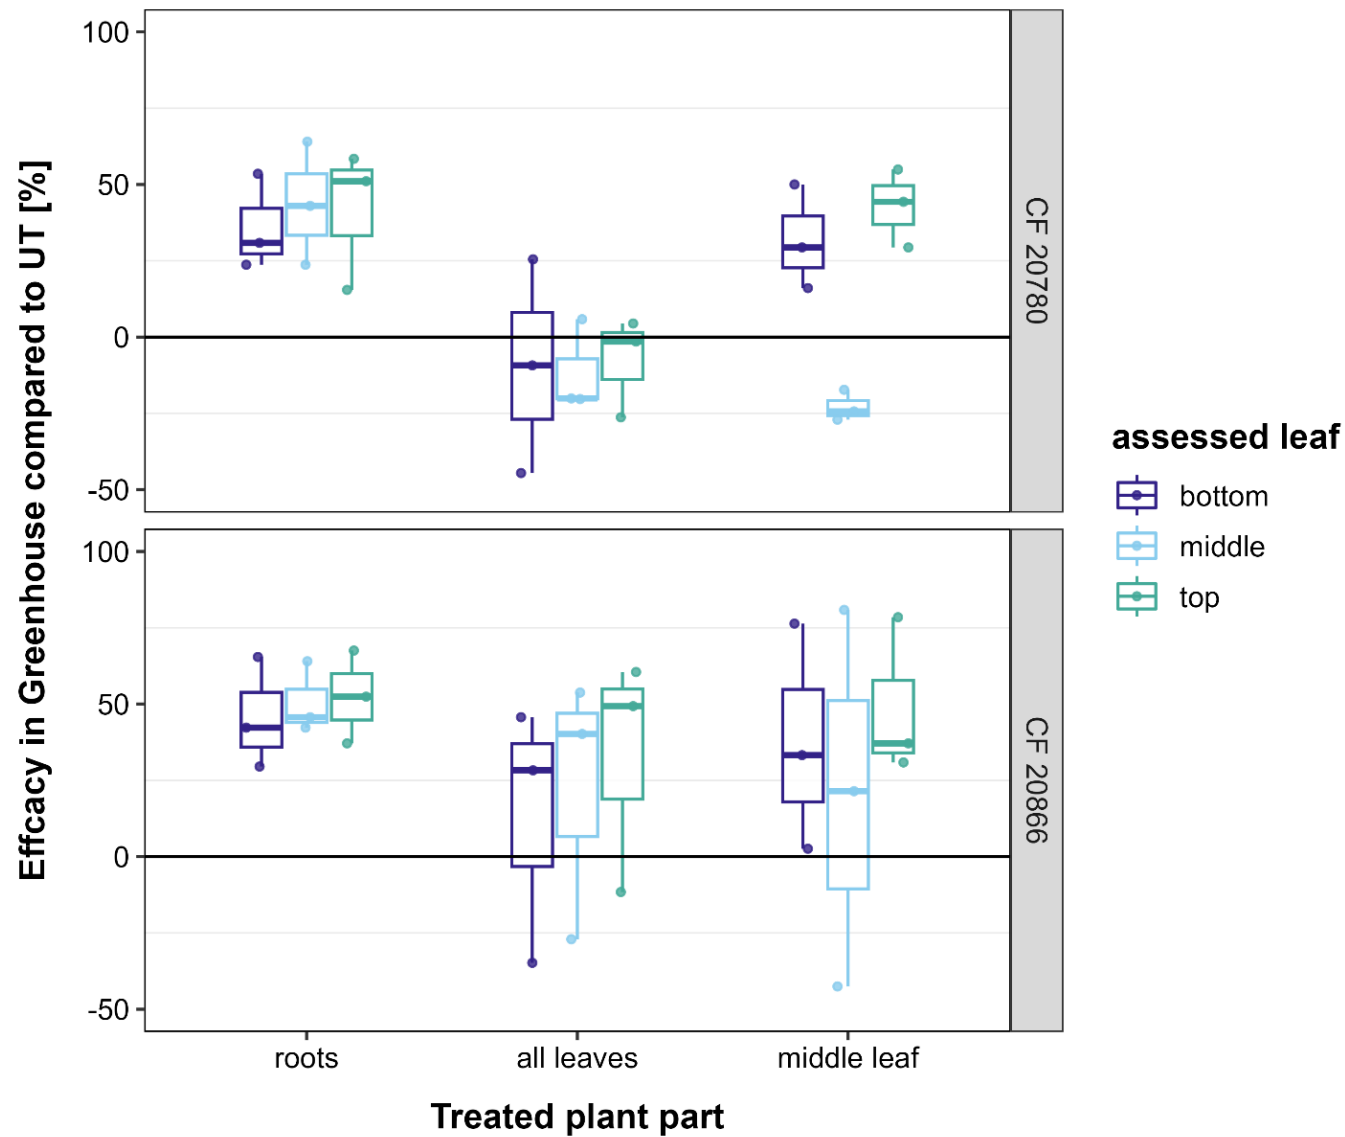 Effcacy in Greenhouse compared to UT [%]
100
50
0
-50
CF 20780
100
50
0
-50
CF 20866
roots
all leaves
middle leaf
Treated plant part
assessed leaf
bottom
middle
top